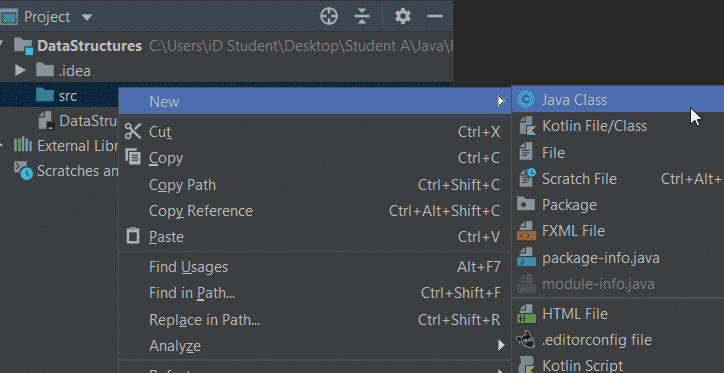 Project
DataStructures C:\Users\iD Student\Desktop\Student A\Java\
.idea
src
DataStruc
External Lib
Scratches an
New
Cut Ctrl+X
Copy Ctrl+C
Copy Path Ctrl+Shift+C
Copy Reference Ctrl+Alt+Shift+C
Paste Ctrl+V
Find Usages Alt+F7
Find in Path... Ctrl+Shift+F
Replace in Path... Ctrl+Shift+R
Analyze
Java Class
Kotlin File/Class
File
Scratch File Ctrl+Alt+
Package
FXML File
package-info.java
module-info.java
HTML File
.editorconfig file
Kotlin Script